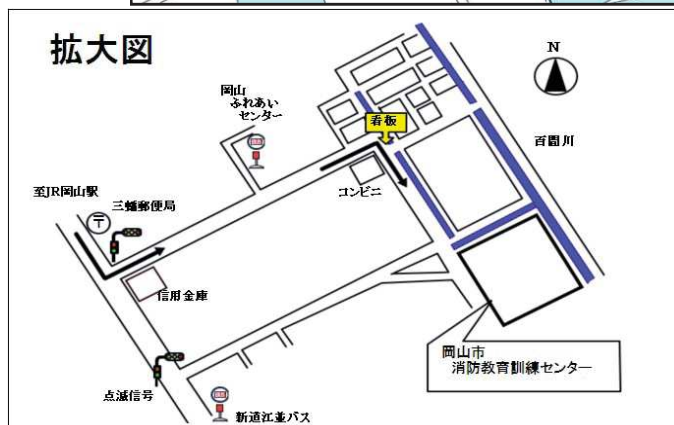 拡大図
N
岡山
ふれあい
センター
看板
百間川
コンビニ
至JR岡山駅
三蟠郵便局
〒
信用金庫
岡山市
消防教育訓練センター
点滅信号
新道江並バス